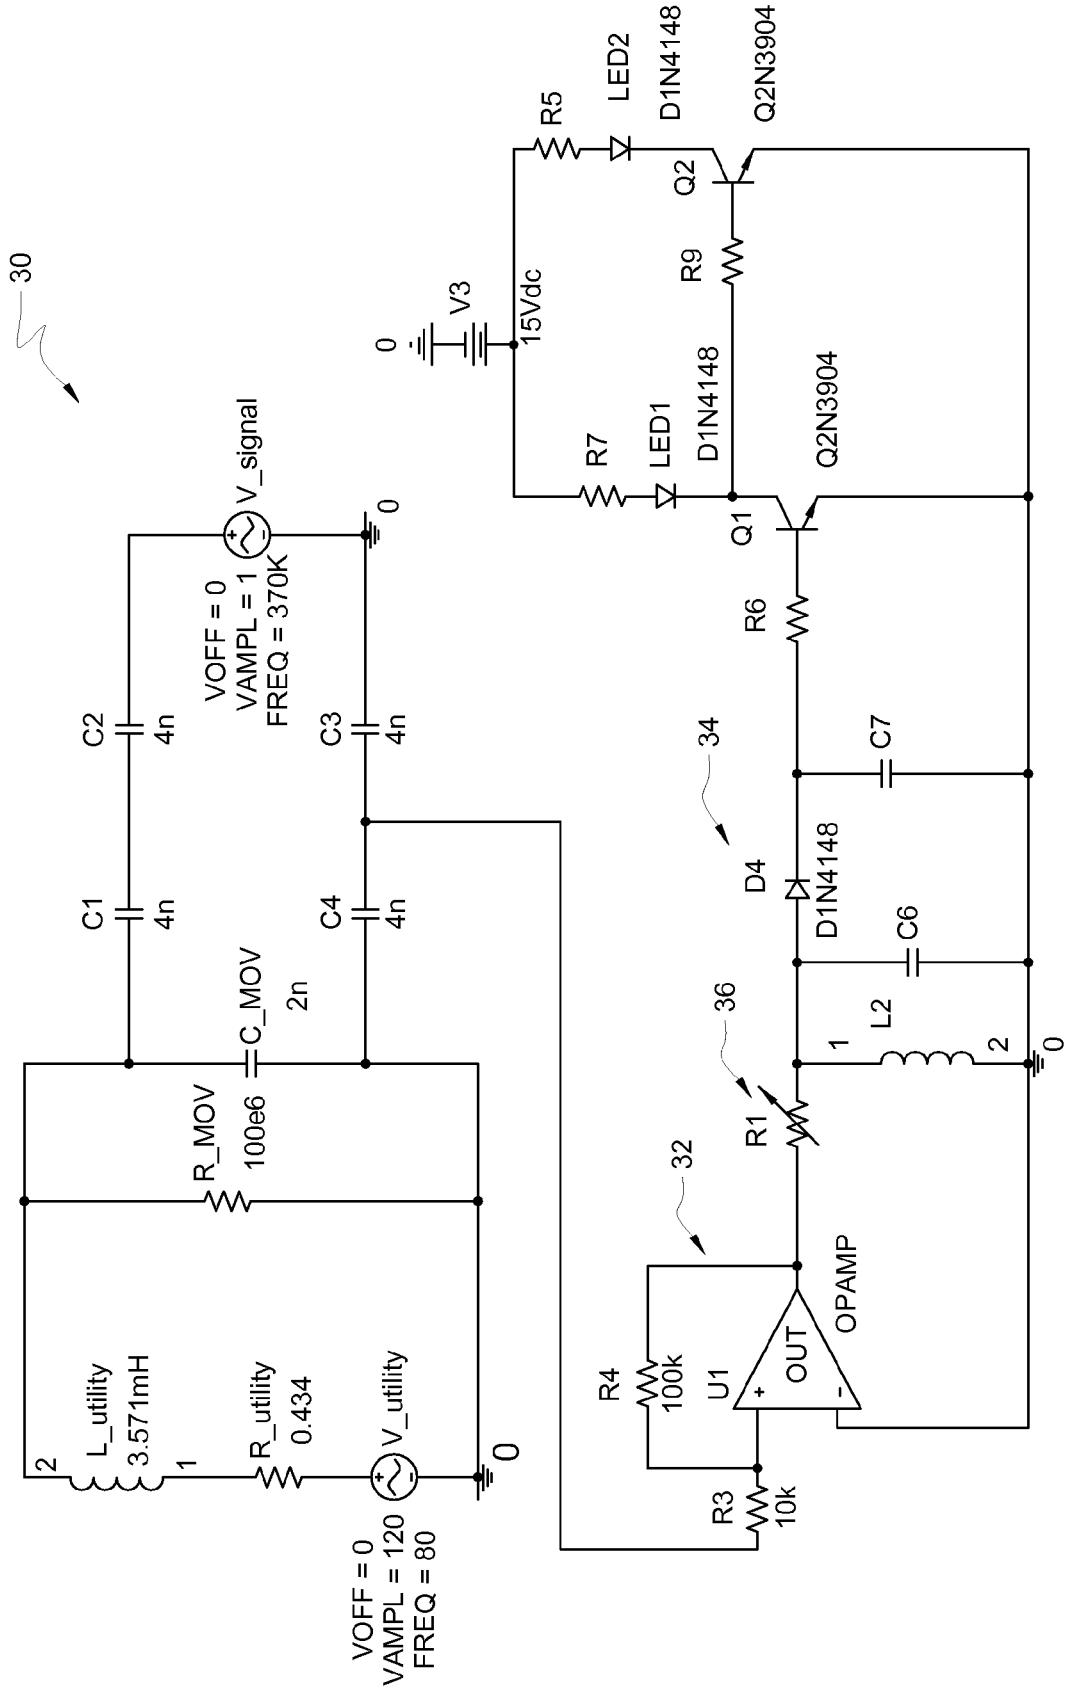 30
L_utility
3.571mH
2
1
R_utility
0.434
V_utility
VOFF = 0
VAMPL = 120
FREQ = 80
+
-
0
R_MOV
100e6
C_MOV
2n
C1
4n
C2
4n
C4
4n
C3
4n
V_signal
VOFF = 0
VAMPL = 1
FREQ = 370K
+
-
0
0
V3
15Vdc
R5
LED2
D1N4148
Q2
Q2N3904
R7
LED1
D1N4148
R9
Q1
Q2N3904
R3
10k
R4
100k
U1
+
-
OUT
OPAMP
32
R1
36
1
L2
2
0
C6
D4
D1N4148
34
C7
R6